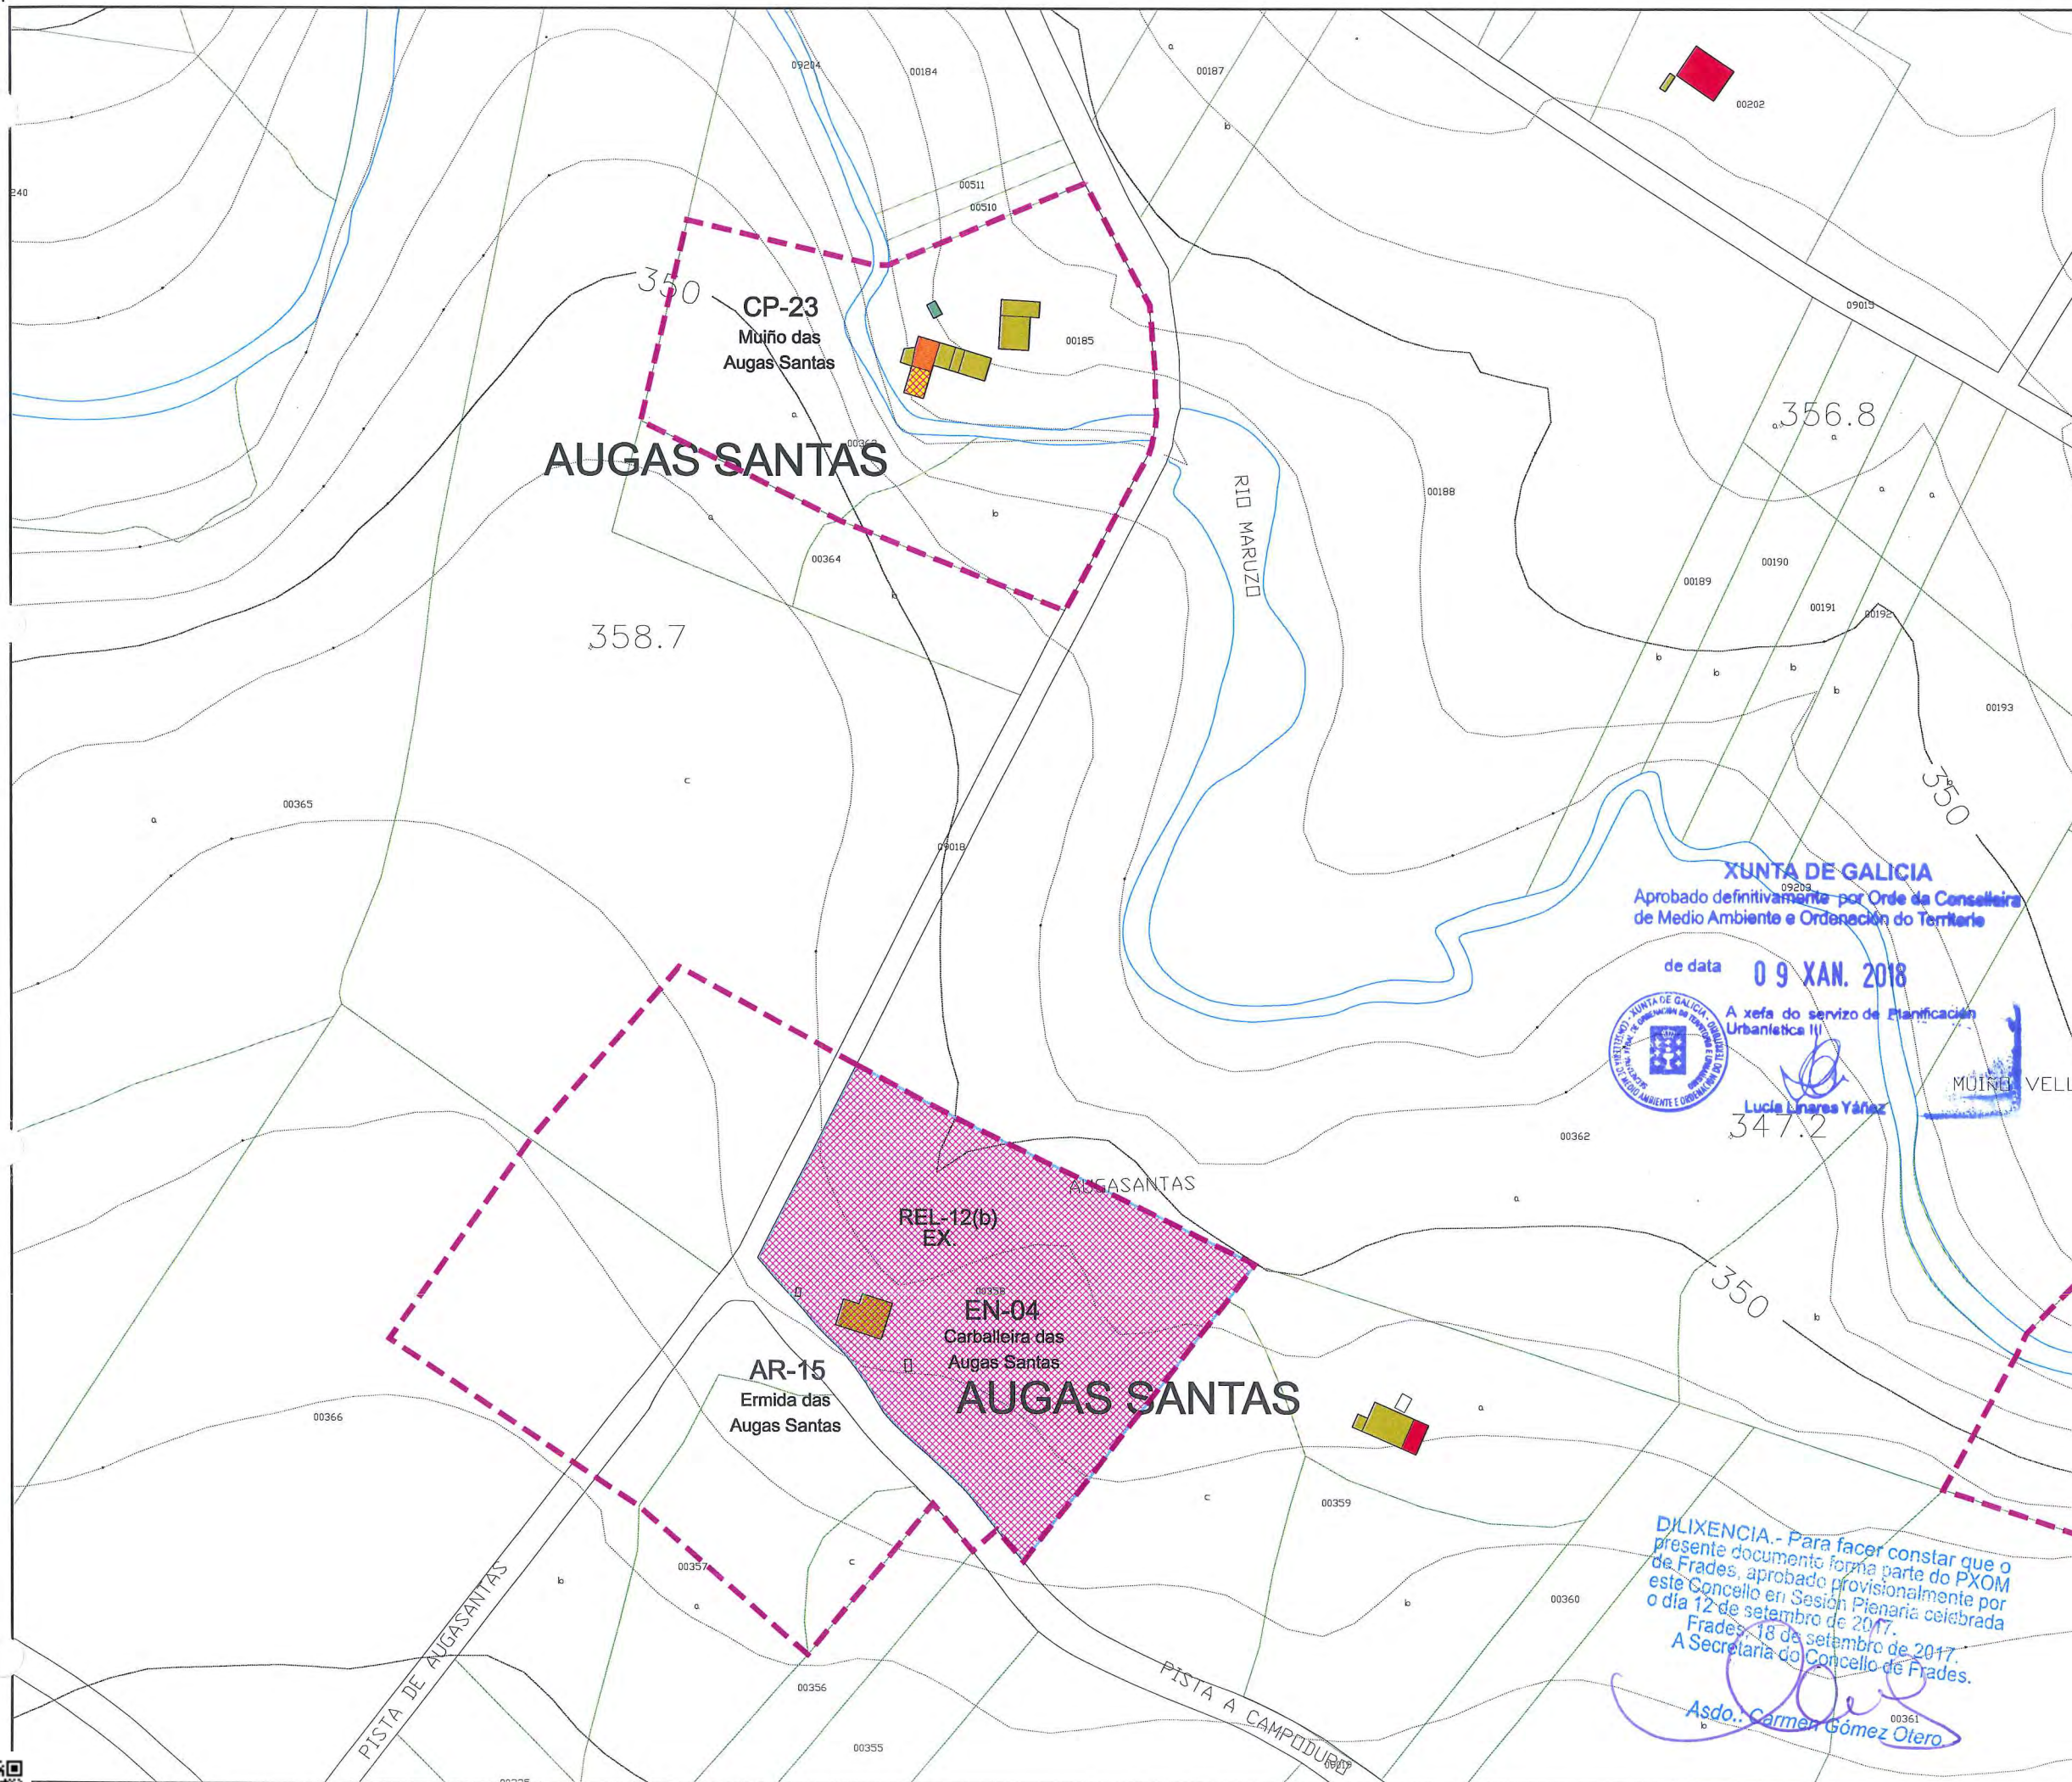 09204
00184
00187
00202
240
00511
00510
350
CP-23
Muiño das
Augas Santas
00185
09015
356.8
00363
AUGAS SANTAS
RIO MARUZO
00188
00364
00190
00189
00191
00192
358.7
00193
350
00365
09018
XUNTA DE GALICIA
09203
Aprobado definitivamente por Orde da Conselleira
de Medio Ambiente e Ordenación do Territorio
de data 09 XAN. 2018
A xefa do servizo de Planificación
Urbanística III
Lucía Linares Yáñez
MUIÑO VELL
347.2
00362
AUGASANTAS
REL-12(b)
EX.
350
00358
EN-04
Carballeira das
Augas Santas
AUGAS SANTAS
AR-15
Ermida das
Augas Santas
00366
00359
00357
00360
DILIXENCIA.- Para facer constar que o
presente documento forma parte do PXOM
de Frades, aprobado provisionalmente por
este Concello en Sesión Plenaria celebrada
o día 12 de setembro de 2017.
Frades, 18 de setembro de 2017.
A Secretaria do Concello de Frades.
Asdo.: Carmen Gómez Otero
00361
PISTA DE AUGASANTAS
PISTA A CAMPODURO
00356
00355